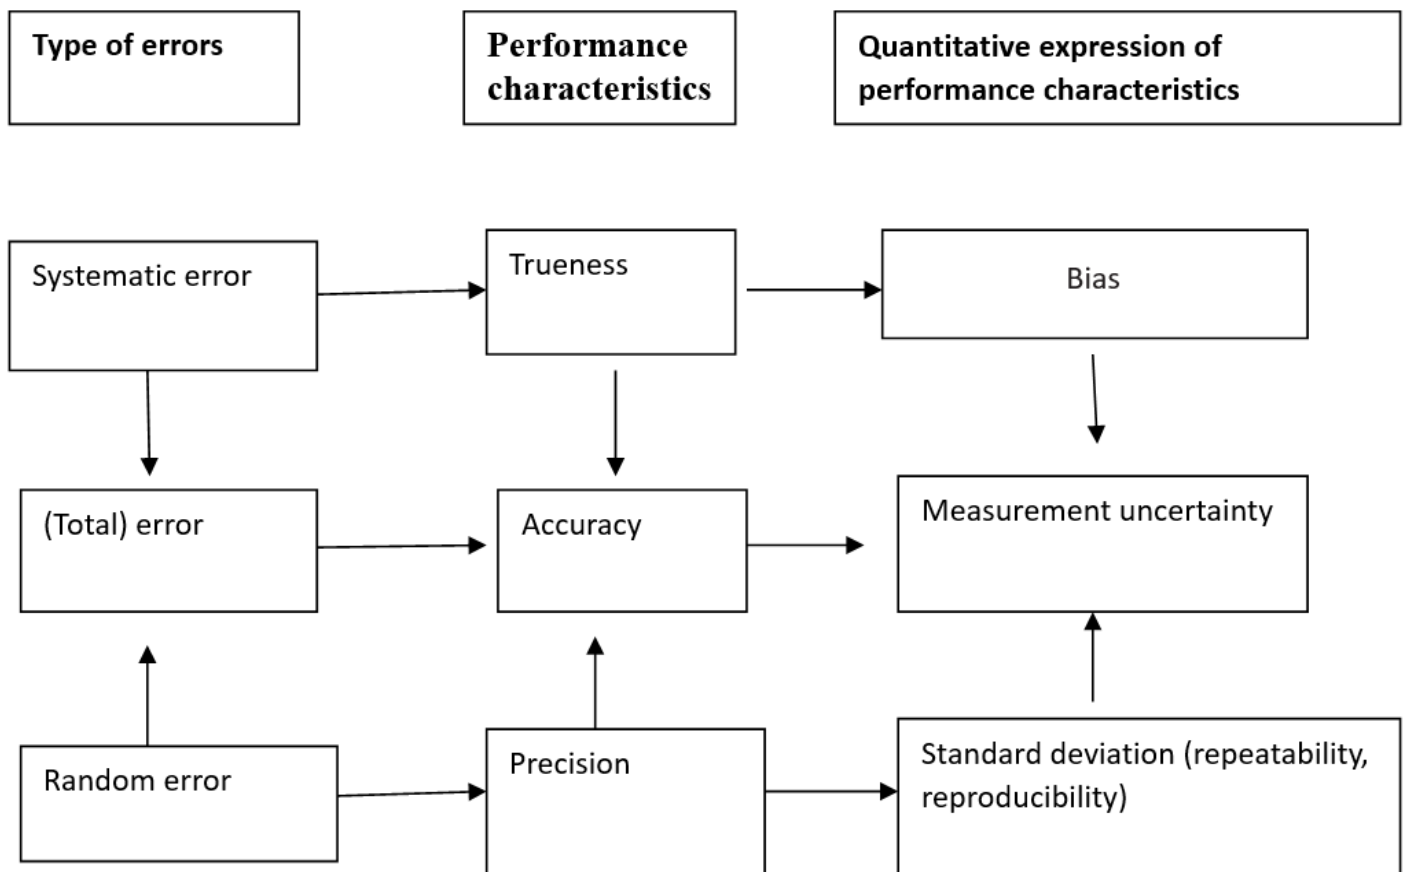 Type of errors
Performance
characteristics
Quantitative expression of
performance characteristics
Systematic error
Trueness
Bias
(Total) error
Accuracy
Measurement uncertainty
Random error
Precision
Standard deviation (repeatability,
reproducibility)